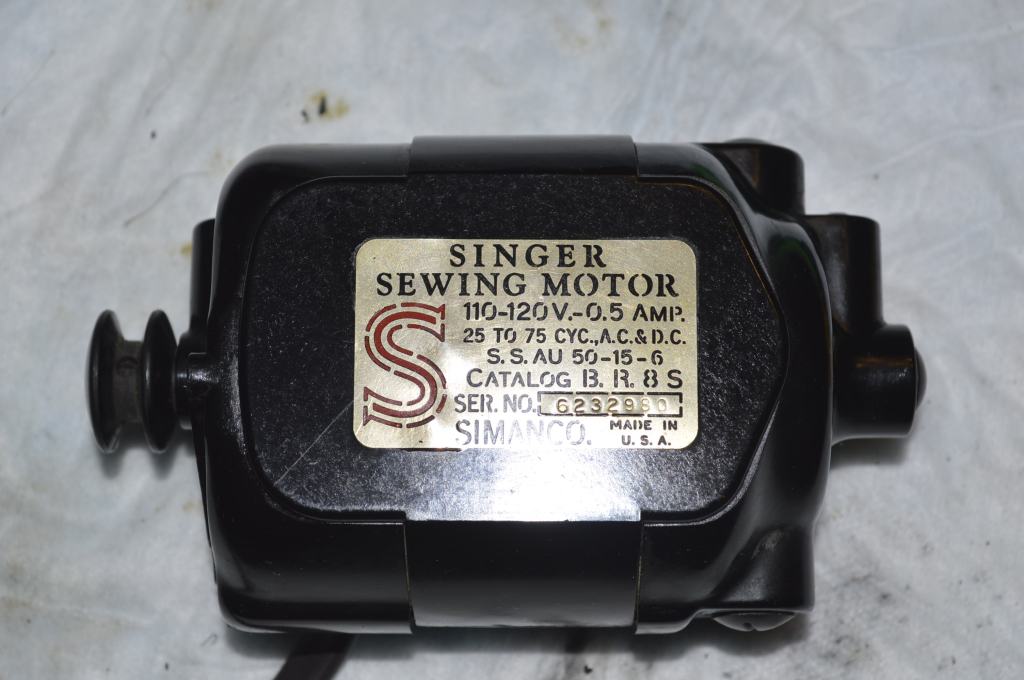 SINGER
SEWING MOTOR
110-120V.-0.5 AMP.
25 TO 75 CYC., A.C. & D.C.
S.S. AU 50-15-6
CATALOG B. R. 8 S
SER. NO. 6232980
SIMANCO. MADE IN
U.S.A.
S